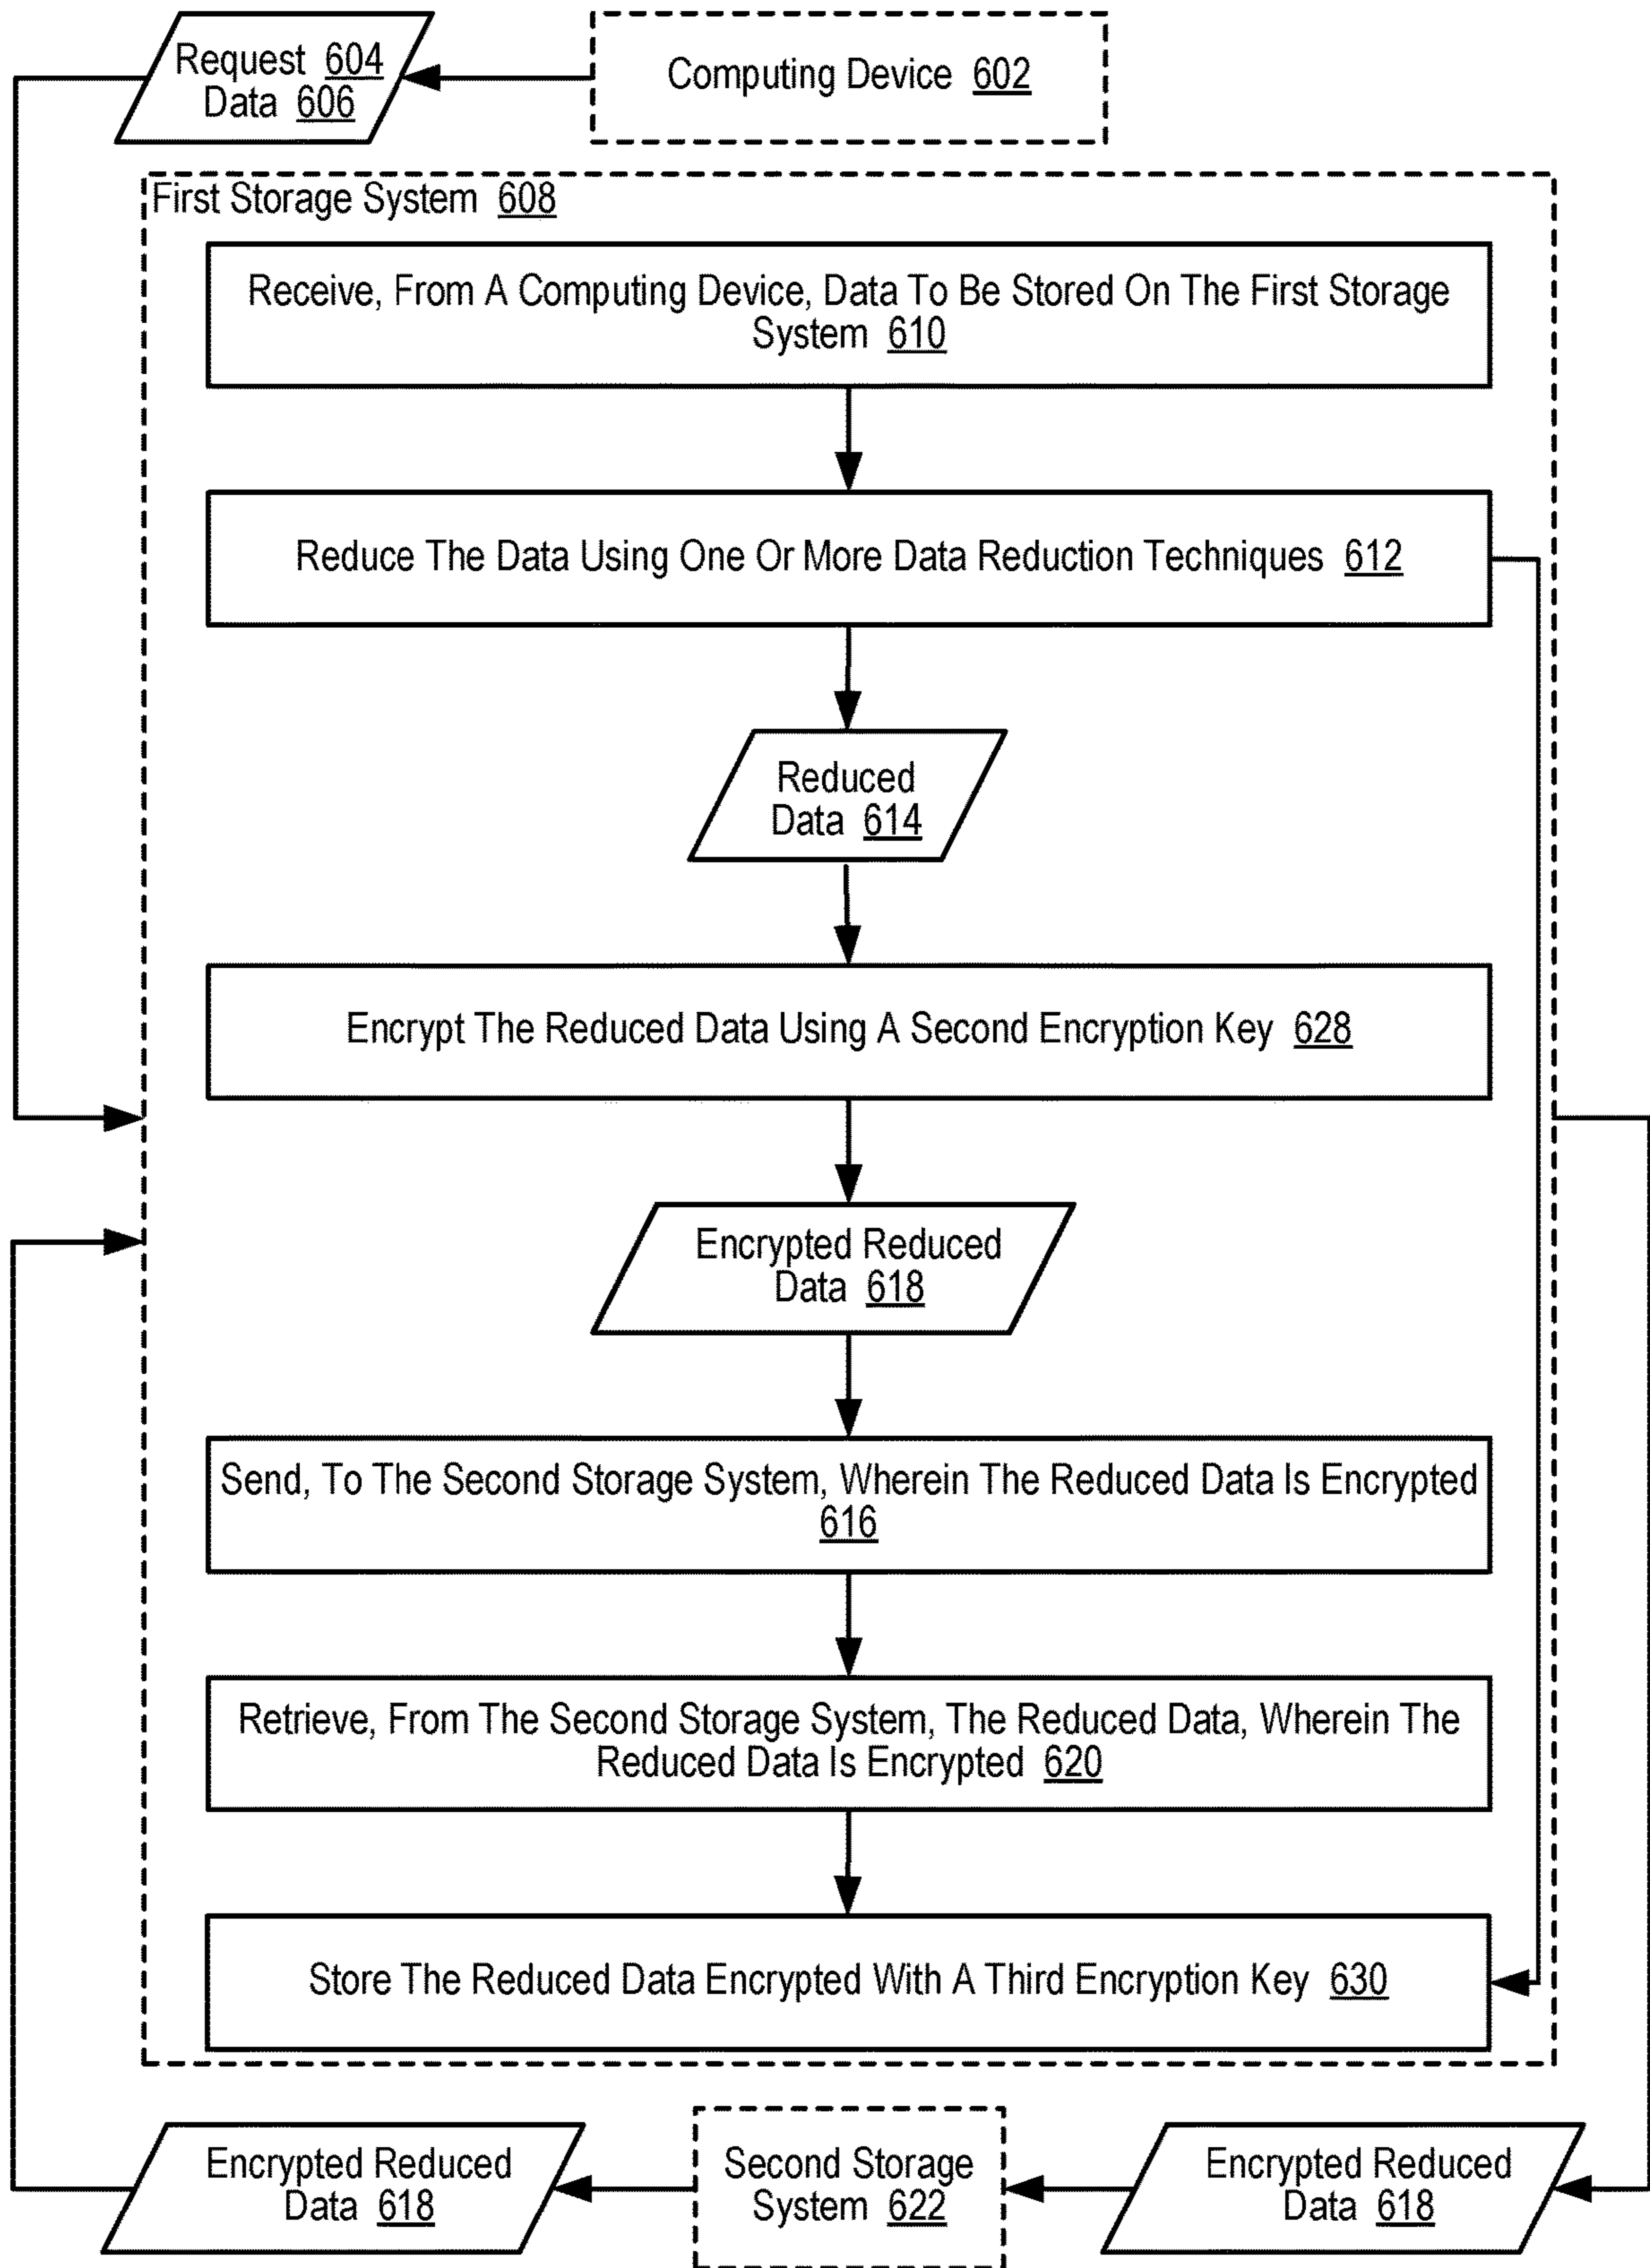 Request 604
Data 606
Computing Device 602
First Storage System 608
Receive, From A Computing Device, Data To Be Stored On The First Storage
System 610
Reduce The Data Using One Or More Data Reduction Techniques 612
Reduced
Data 614
Encrypt The Reduced Data Using A Second Encryption Key 628
Encrypted Reduced
Data 618
Send, To The Second Storage System, Wherein The Reduced Data Is Encrypted
616
Retrieve, From The Second Storage System, The Reduced Data, Wherein The
Reduced Data Is Encrypted 620
Store The Reduced Data Encrypted With A Third Encryption Key 630
Encrypted Reduced
Data 618
Second Storage
System 622
Encrypted Reduced
Data 618